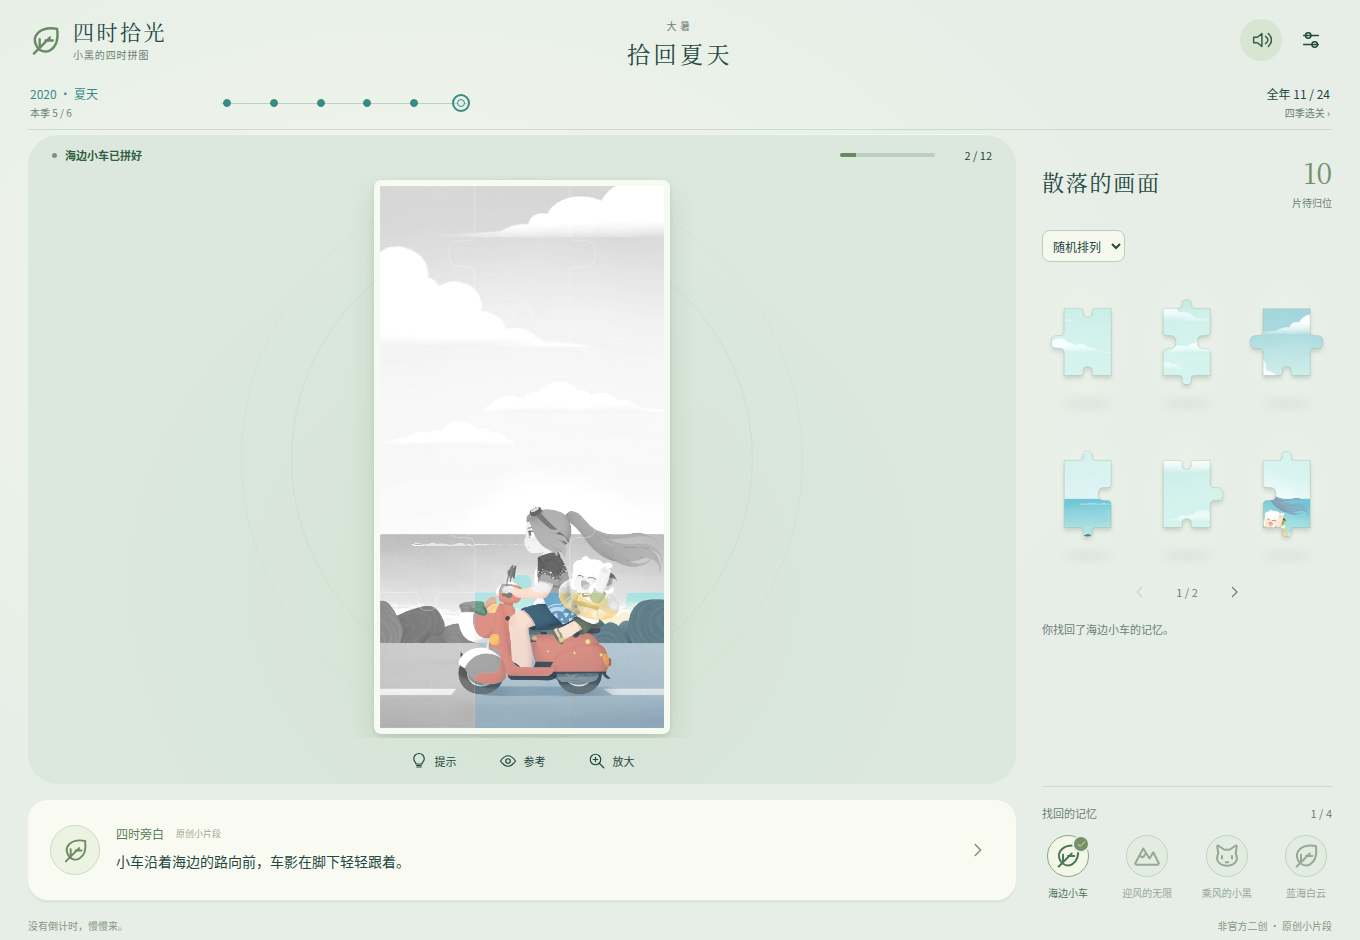 四时拾光
小黑的四时拼图
大暑
拾回夏天
2020 · 夏天
本季 5 / 6
全年 11 / 24
四季选关 ›
海边小车已拼好
2 / 12
散落的画面
10
片待归位
随机排列
1 / 2
你找回了海边小车的记忆。
提示
参考
放大
四时旁白
原创小片段
小车沿着海边的路向前，车影在脚下轻轻跟着。
找回的记忆
1 / 4
海边小车
迎风的无限
乘风的小黑
蓝海白云
没有倒计时，慢慢来。
非官方二创 · 原创小片段